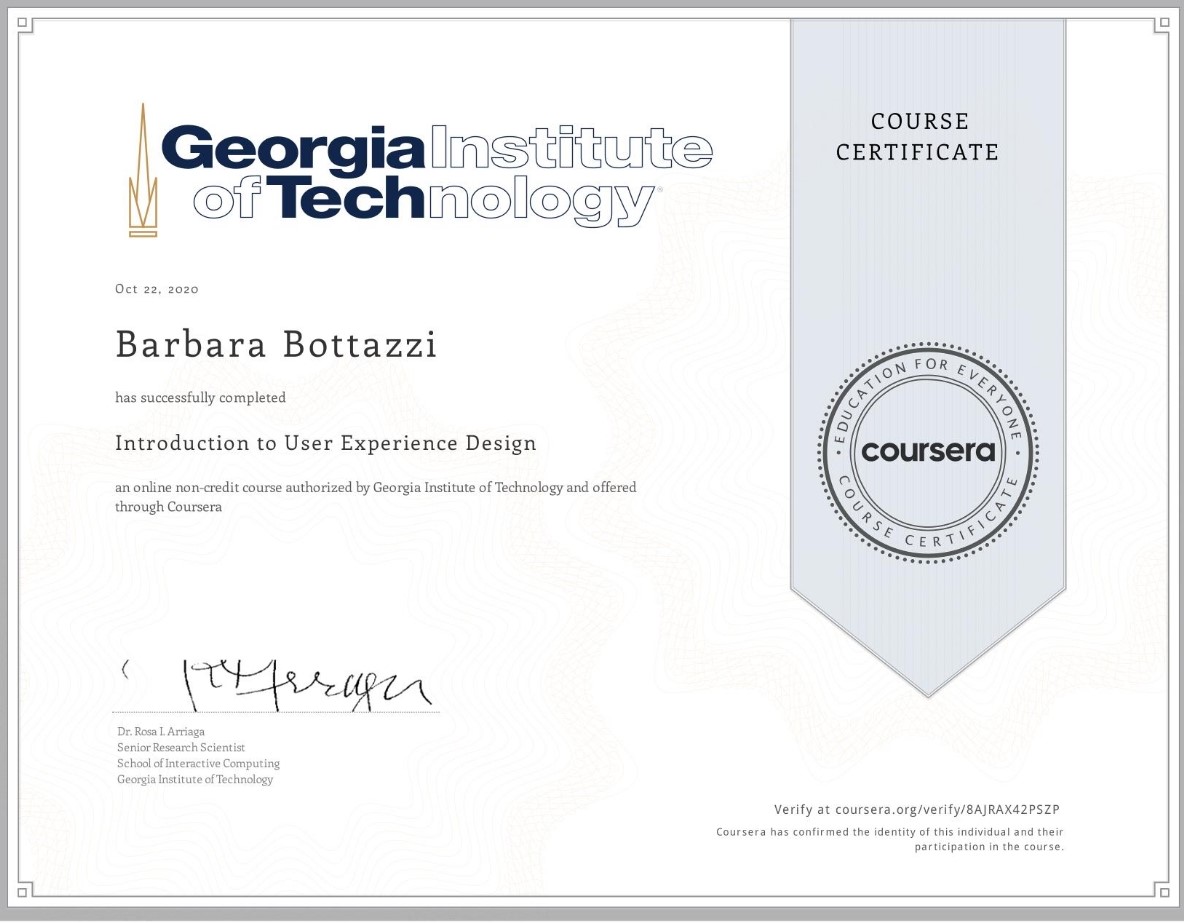 Georgia Institute
of Technology®
COURSE
CERTIFICATE
Oct 22, 2020
Barbara Bottazzi
has successfully completed
Introduction to User Experience Design
an online non-credit course authorized by Georgia Institute of Technology and offered
through Coursera
EDUCATION FOR EVERYONE
coursera
COURSE CERTIFICATE
Dr. Rosa I. Arriaga
Senior Research Scientist
School of Interactive Computing
Georgia Institute of Technology
Verify at coursera.org/verify/8AJRAX42PSZP
Coursera has confirmed the identity of this individual and their
participation in the course.